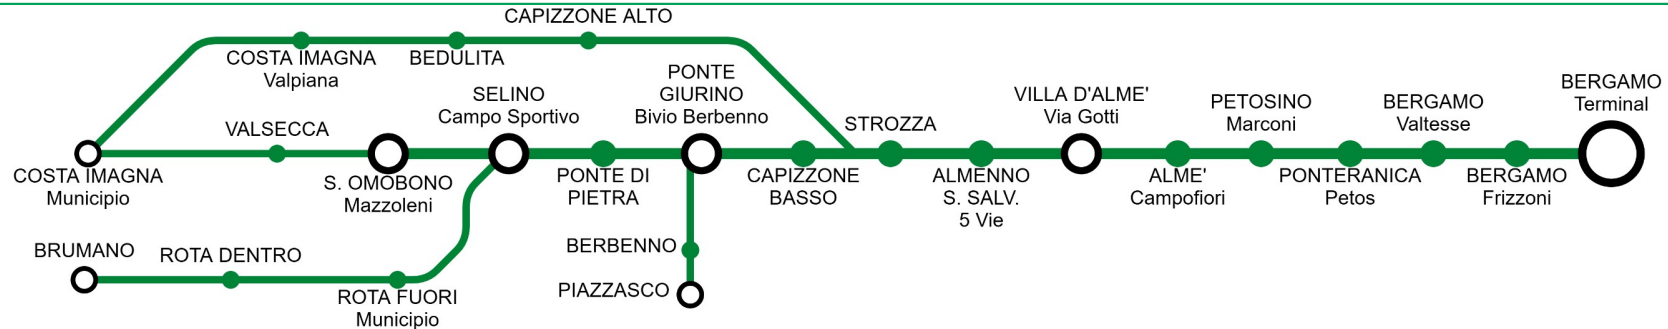 CAPIZZONE ALTO
COSTA IMAGNA
Valpiana
BEDULITA
PONTE
GIURINO
Bivio Berbenno
SELINO
Campo Sportivo
VALSECCA
STROZZA
VILLA D'ALME'
Via Gotti
PETOSINO
Marconi
BERGAMO
Valtesse
BERGAMO
Terminal
COSTA IMAGNA
Municipio
S. OMOBONO
Mazzoleni
PONTE DI
PIETRA
CAPIZZONE
BASSO
ALMENNO
S. SALV.
5 Vie
ALME'
Campofiori
PONTERANICA
Petos
BERGAMO
Frizzoni
BRUMANO
ROTA DENTRO
ROTA FUORI
Municipio
BERBENNO
PIAZZASCO